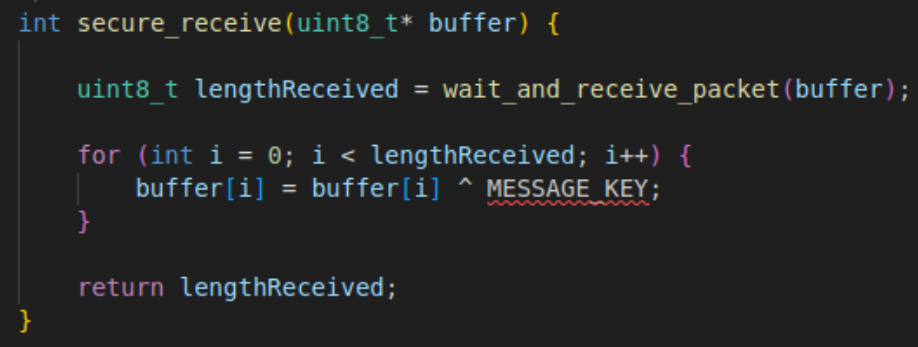 int secure_receive(uint8_t* buffer) {
uint8_t lengthReceived = wait_and_receive_packet(buffer);
for (int i = 0; i < lengthReceived; i++) {
buffer[i] = buffer[i] ^ MESSAGE_KEY;
}
return lengthReceived;
}